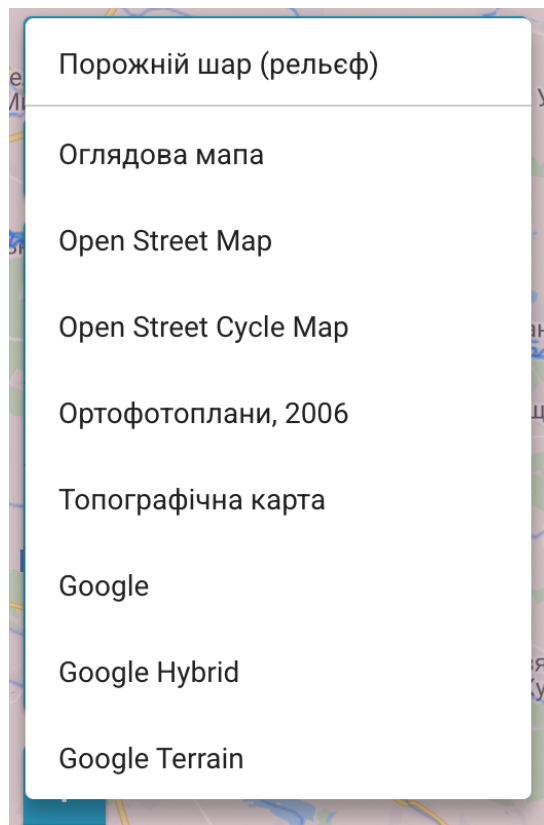 Порожній шар (рельєф)
Оглядова мапа
Open Street Map
Open Street Cycle Map
Ортофотоплани, 2006
Топографічна карта
Google
Google Hybrid
Google Terrain